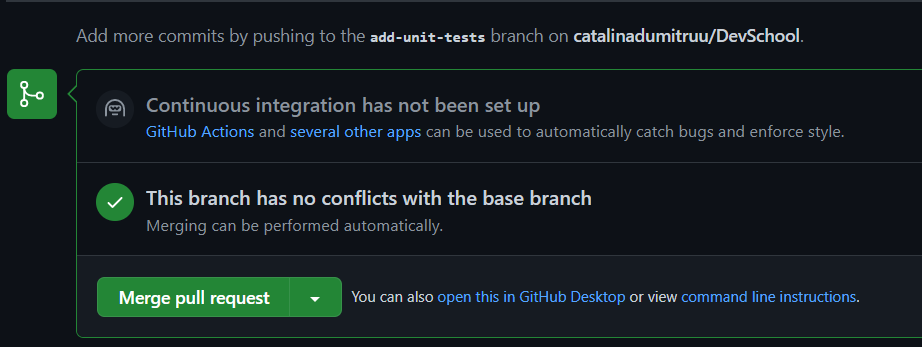 Add more commits by pushing to the add-unit-tests branch on catalinadumitruu/DevSchool.
Continuous integration has not been set up
GitHub Actions and several other apps can be used to automatically catch bugs and enforce style.
This branch has no conflicts with the base branch
Merging can be performed automatically.
Merge pull request You can also open this in GitHub Desktop or view command line instructions.